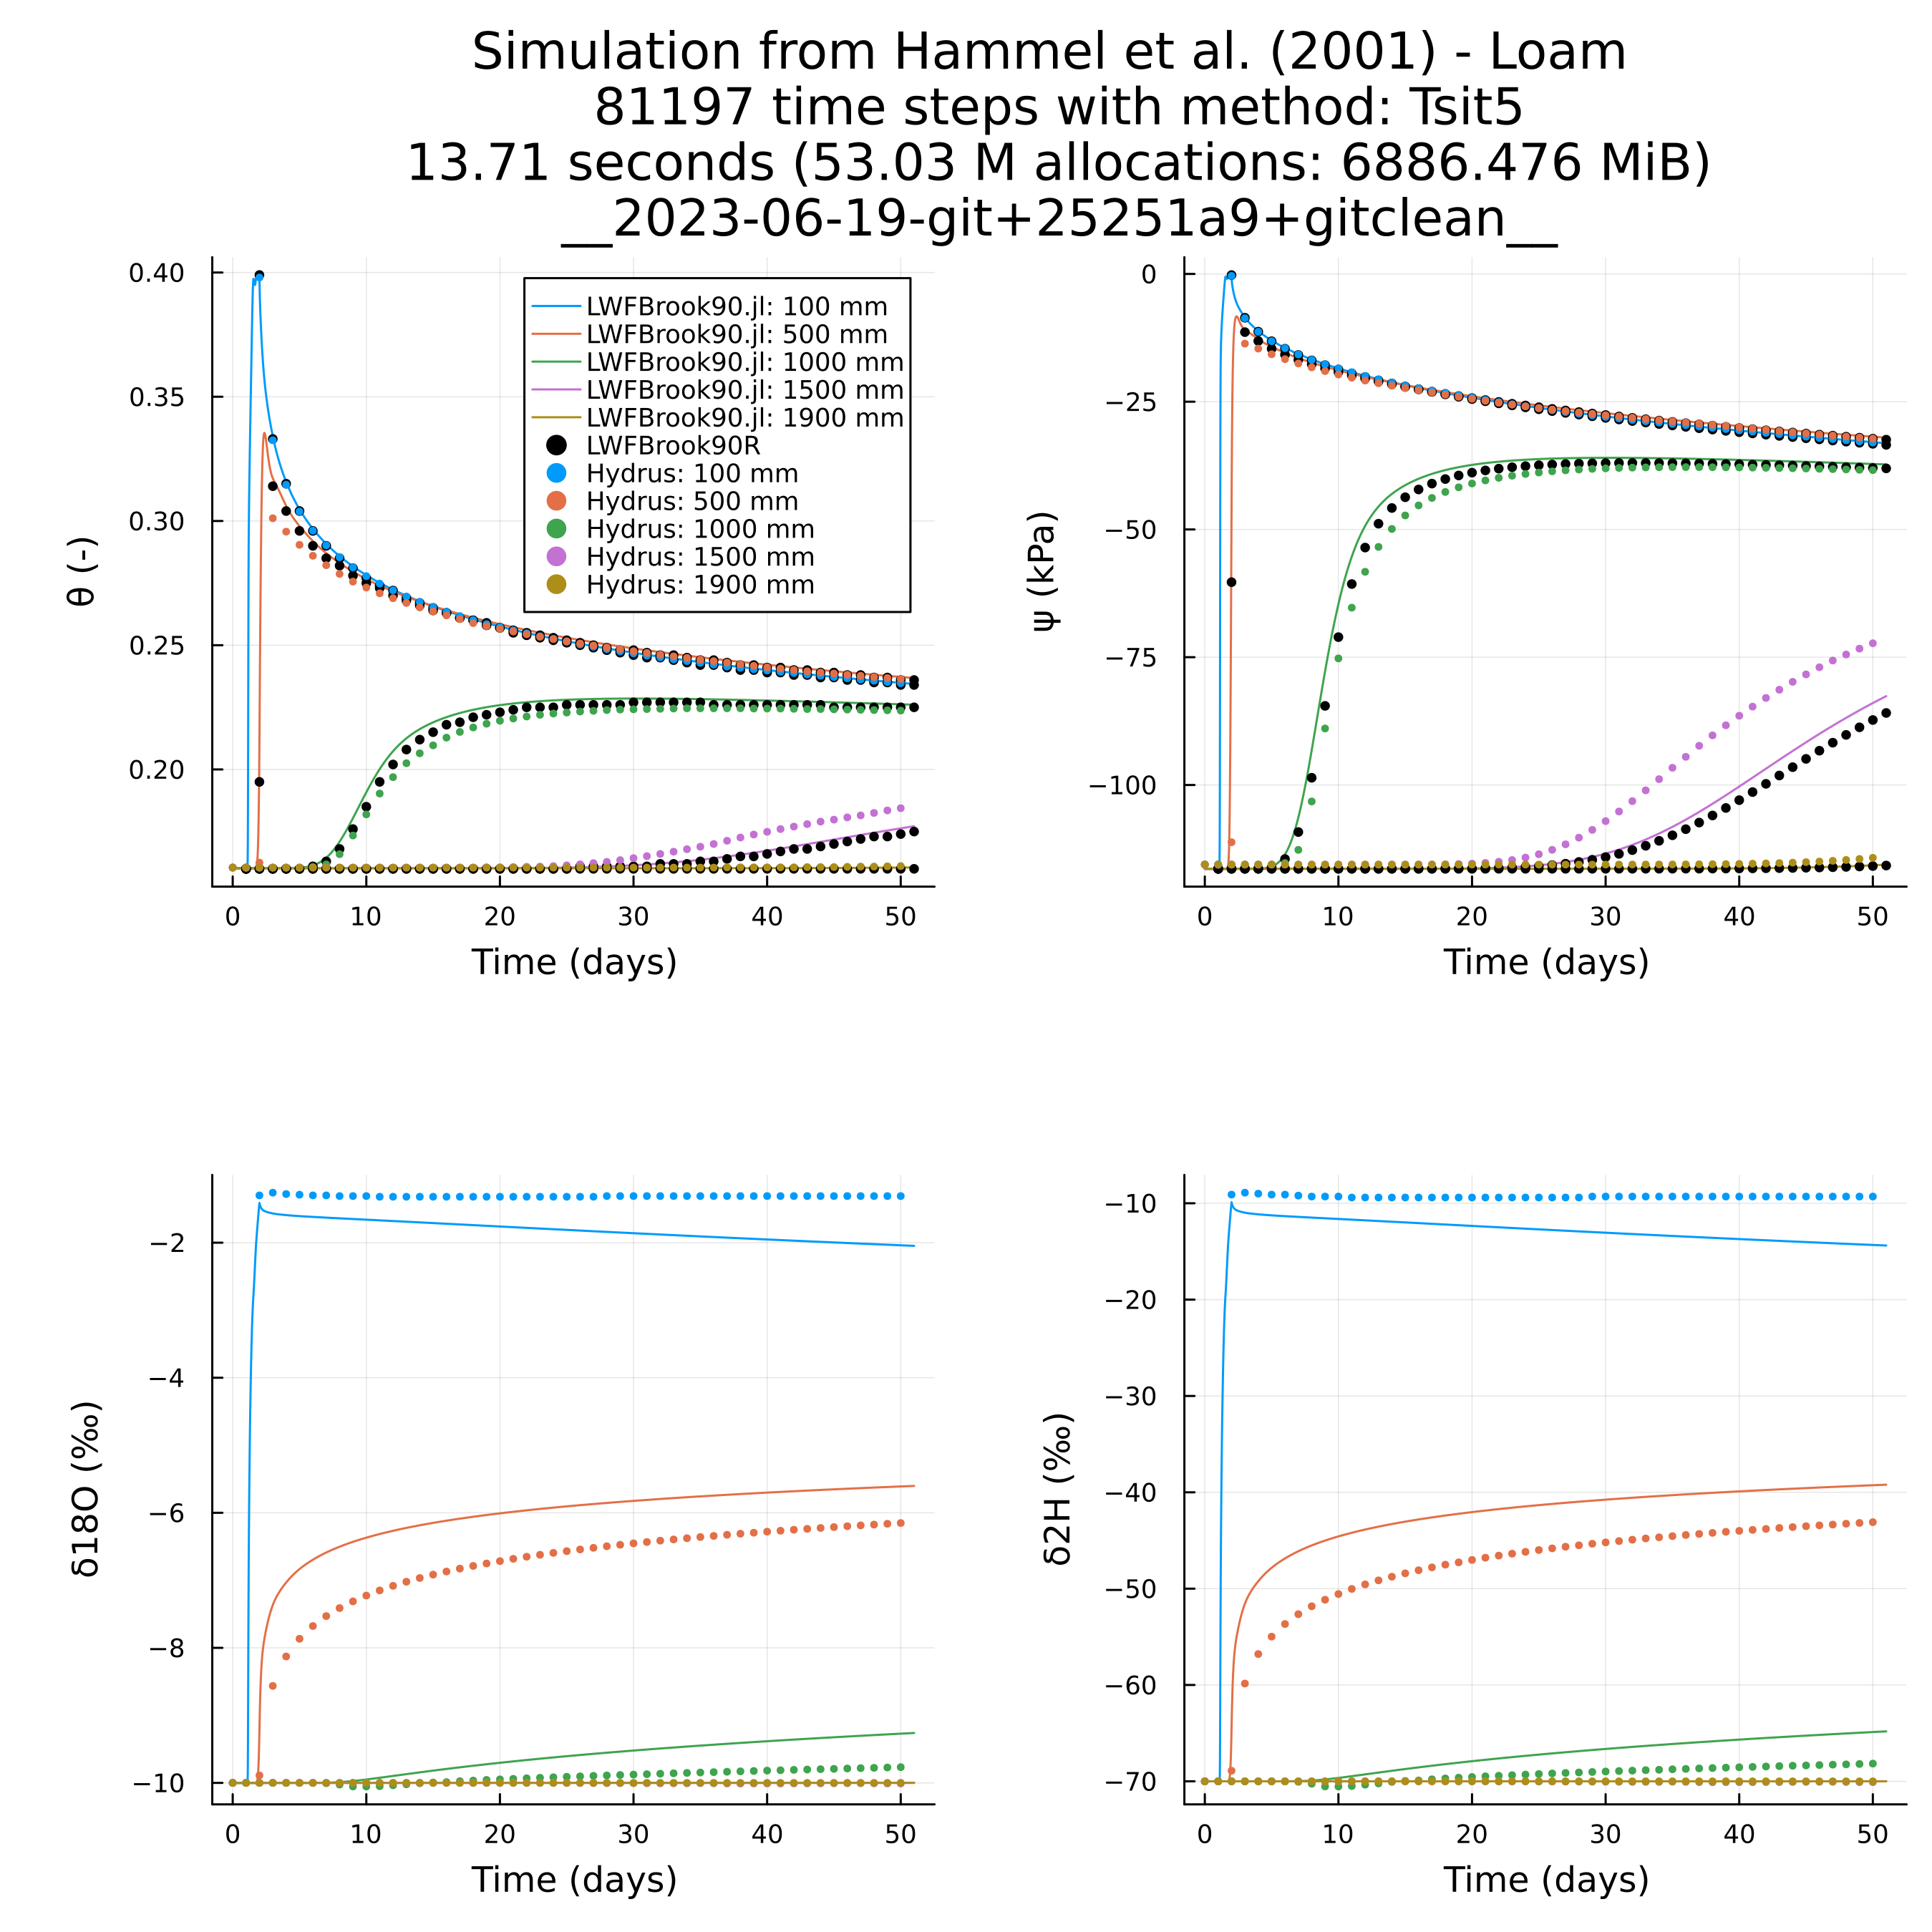 Simulation from Hammel et al. (2001) - Loam
81197 time steps with method: Tsit5
13.71 seconds (53.03 M allocations: 6886.476 MiB)
__2023-06-19-git+25251a9+gitclean__
θ (-)
0.40
0.35
0.30
0.25
0.20
LWFBrook90.jl: 100 mm
LWFBrook90.jl: 500 mm
LWFBrook90.jl: 1000 mm
LWFBrook90.jl: 1500 mm
LWFBrook90.jl: 1900 mm
LWFBrook90R
Hydrus: 100 mm
Hydrus: 500 mm
Hydrus: 1000 mm
Hydrus: 1500 mm
Hydrus: 1900 mm
0 10 20 30 40 50
Time (days)
ψ (kPa)
0
−25
−50
−75
−100
0 10 20 30 40 50
Time (days)
δ18O (‰)
−2
−4
−6
−8
−10
0 10 20 30 40 50
Time (days)
δ2H (‰)
−10
−20
−30
−40
−50
−60
−70
0 10 20 30 40 50
Time (days)